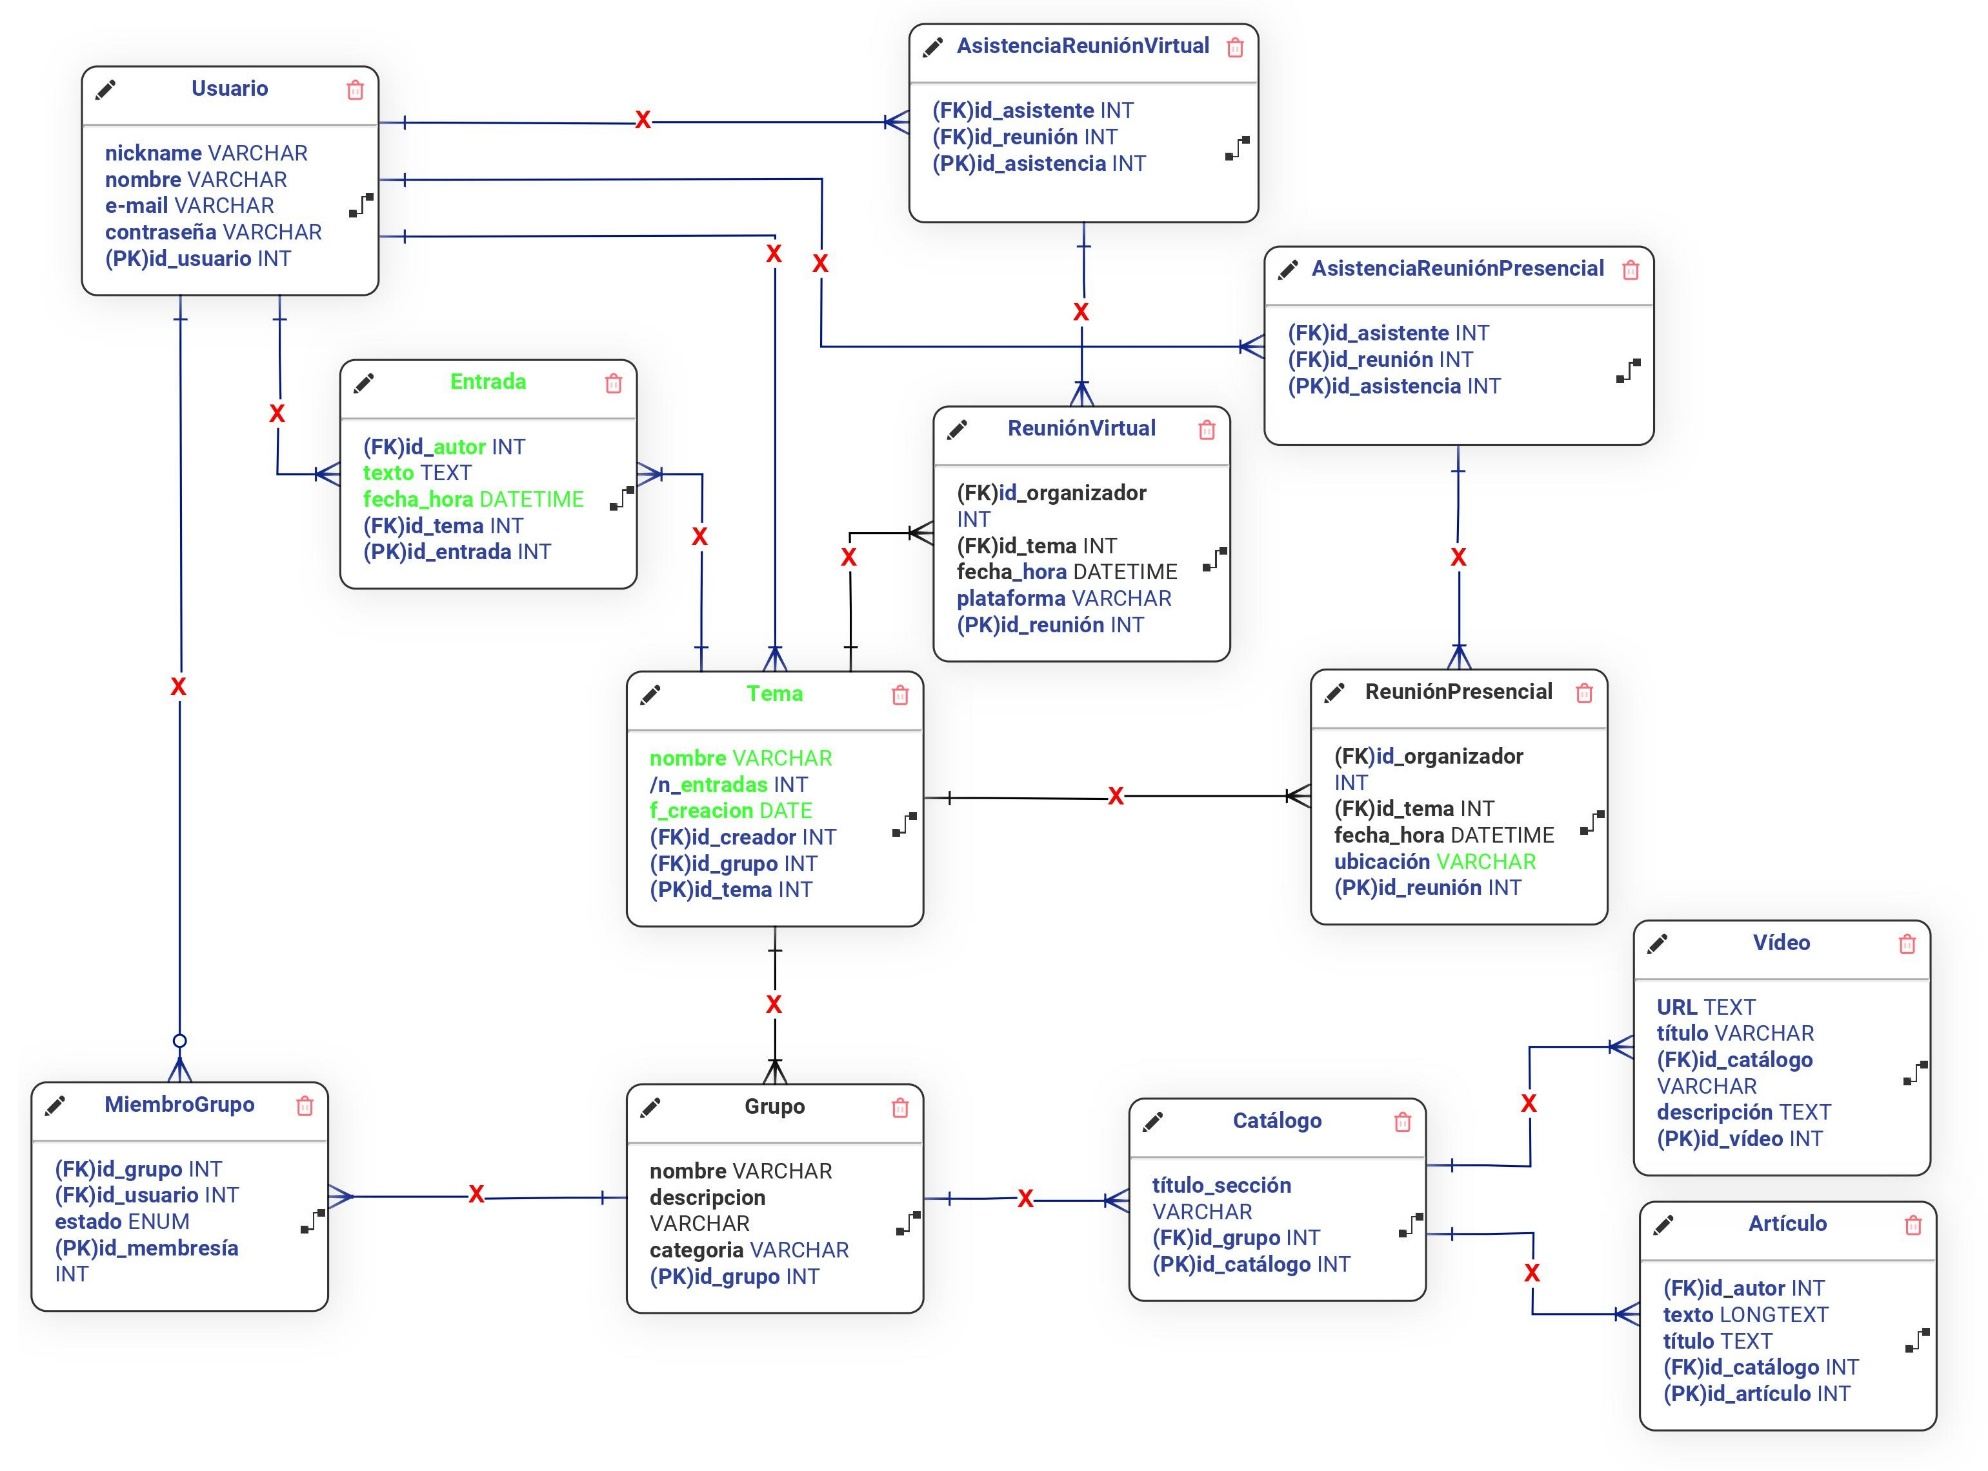 Usuario
nickname VARCHAR
nombre VARCHAR
e-mail VARCHAR
contraseña VARCHAR
(PK)id_usuario INT
X
X
X
X
X
AsistenciaReuniónVirtual
(FK)id_asistente INT
(FK)id_reunión INT
(PK)id_asistencia INT
X
AsistenciaReuniónPresencial
(FK)id_asistente INT
(FK)id_reunión INT
(PK)id_asistencia INT
X
Entrada
(FK)id_autor INT
texto TEXT
fecha_hora DATETIME
(FK)id_tema INT
(PK)id_entrada INT
X
ReuniónVirtual
(FK)id_organizador
INT
(FK)id_tema INT
fecha_hora DATETIME
plataforma VARCHAR
(PK)id_reunión INT
X
Tema
nombre VARCHAR
/n_entradas INT
f_creacion DATE
(FK)id_creador INT
(FK)id_grupo INT
(PK)id_tema INT
X
ReuniónPresencial
(FK)id_organizador
INT
(FK)id_tema INT
fecha_hora DATETIME
ubicación VARCHAR
(PK)id_reunión INT
X
MiembroGrupo
(FK)id_grupo INT
(FK)id_usuario INT
estado ENUM
(PK)id_membresía
INT
X
Grupo
nombre VARCHAR
descripcion
VARCHAR
categoria VARCHAR
(PK)id_grupo INT
X
Catálogo
título_sección
VARCHAR
(FK)id_grupo INT
(PK)id_catálogo INT
X
X
Vídeo
URL TEXT
título VARCHAR
(FK)id_catálogo
VARCHAR
descripción TEXT
(PK)id_vídeo INT
Artículo
(FK)id_autor INT
texto LONGTEXT
título TEXT
(FK)id_catálogo INT
(PK)id_artículo INT